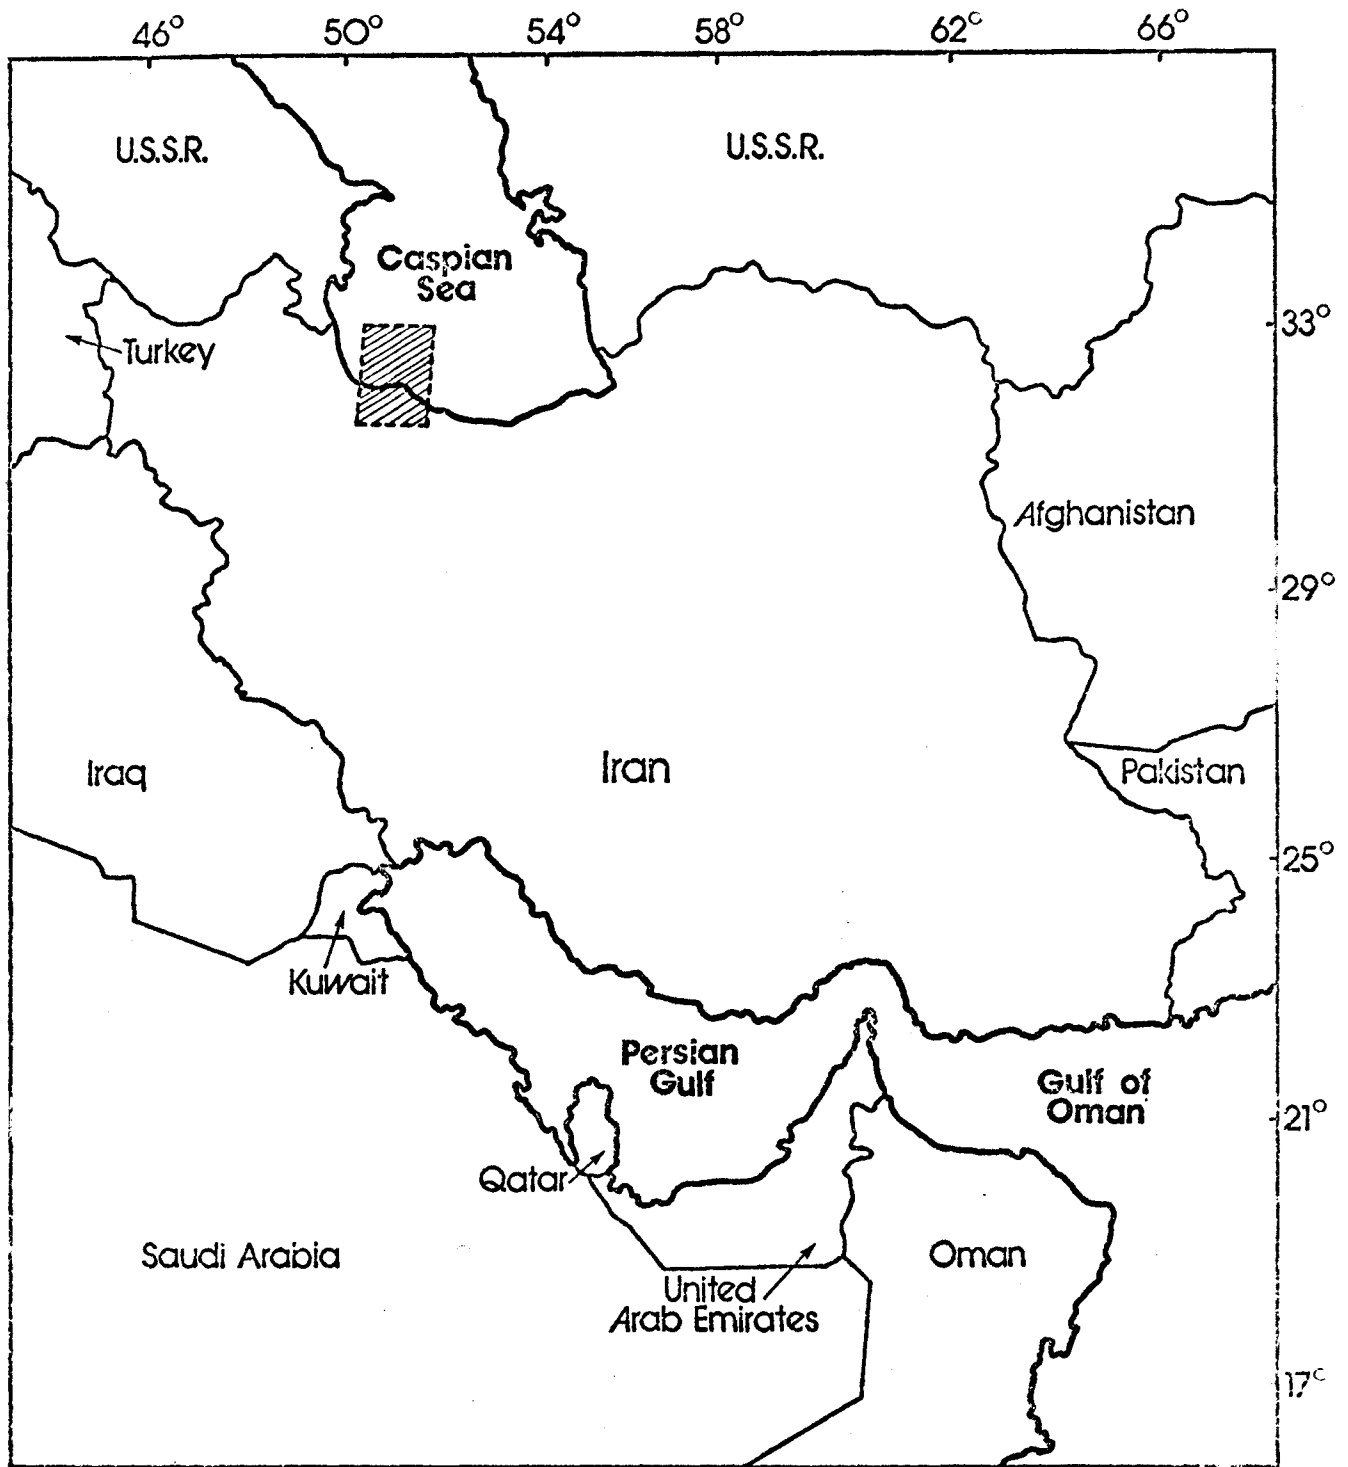 46° 50° 54° 58° 62° 66°
U.S.S.R.
U.S.S.R.
Caspian
Sea
33°
Turkey
Afghanistan
29°
Iraq
Iran
Pakistan
25°
Kuwait
Persian
Gulf
Gulf of
Oman
21°
Qatar
Saudi Arabia
Oman
United
Arab Emirates
17°